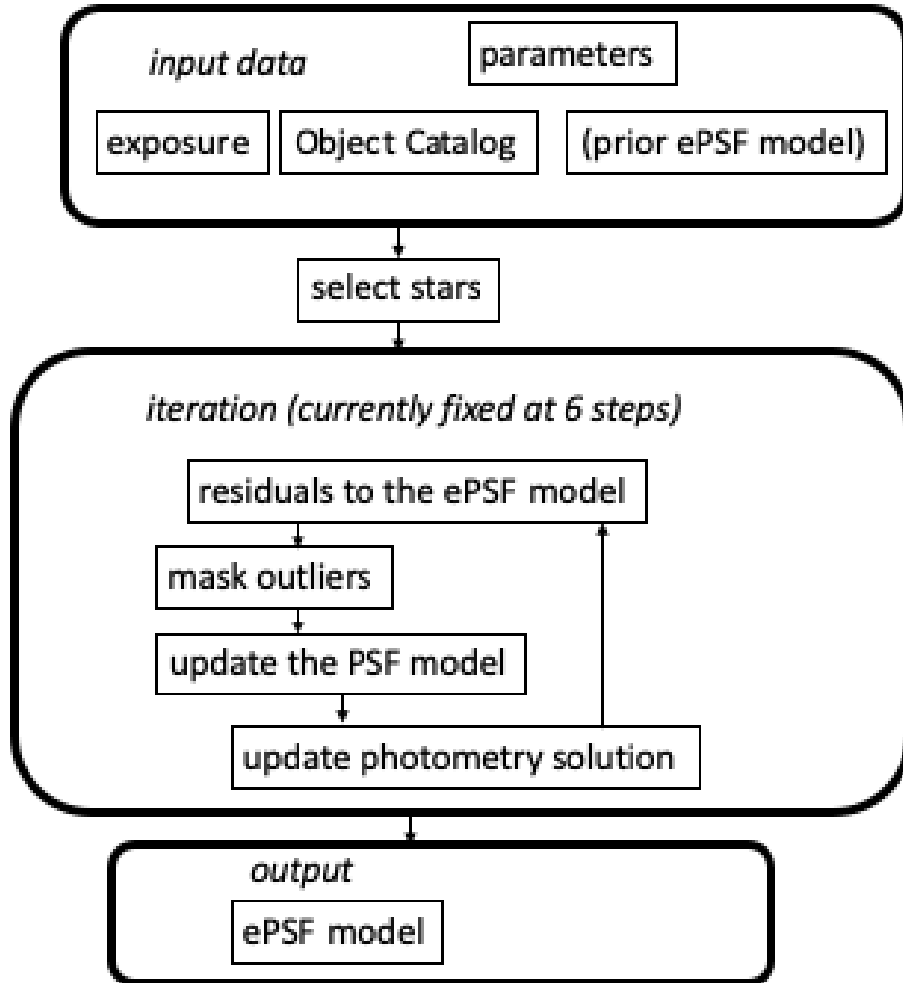 input data
parameters
exposure
Object Catalog
(prior ePSF model)
select stars
iteration (currently fixed at 6 steps)
residuals to the ePSF model
mask outliers
update the PSF model
update photometry solution
output
ePSF model